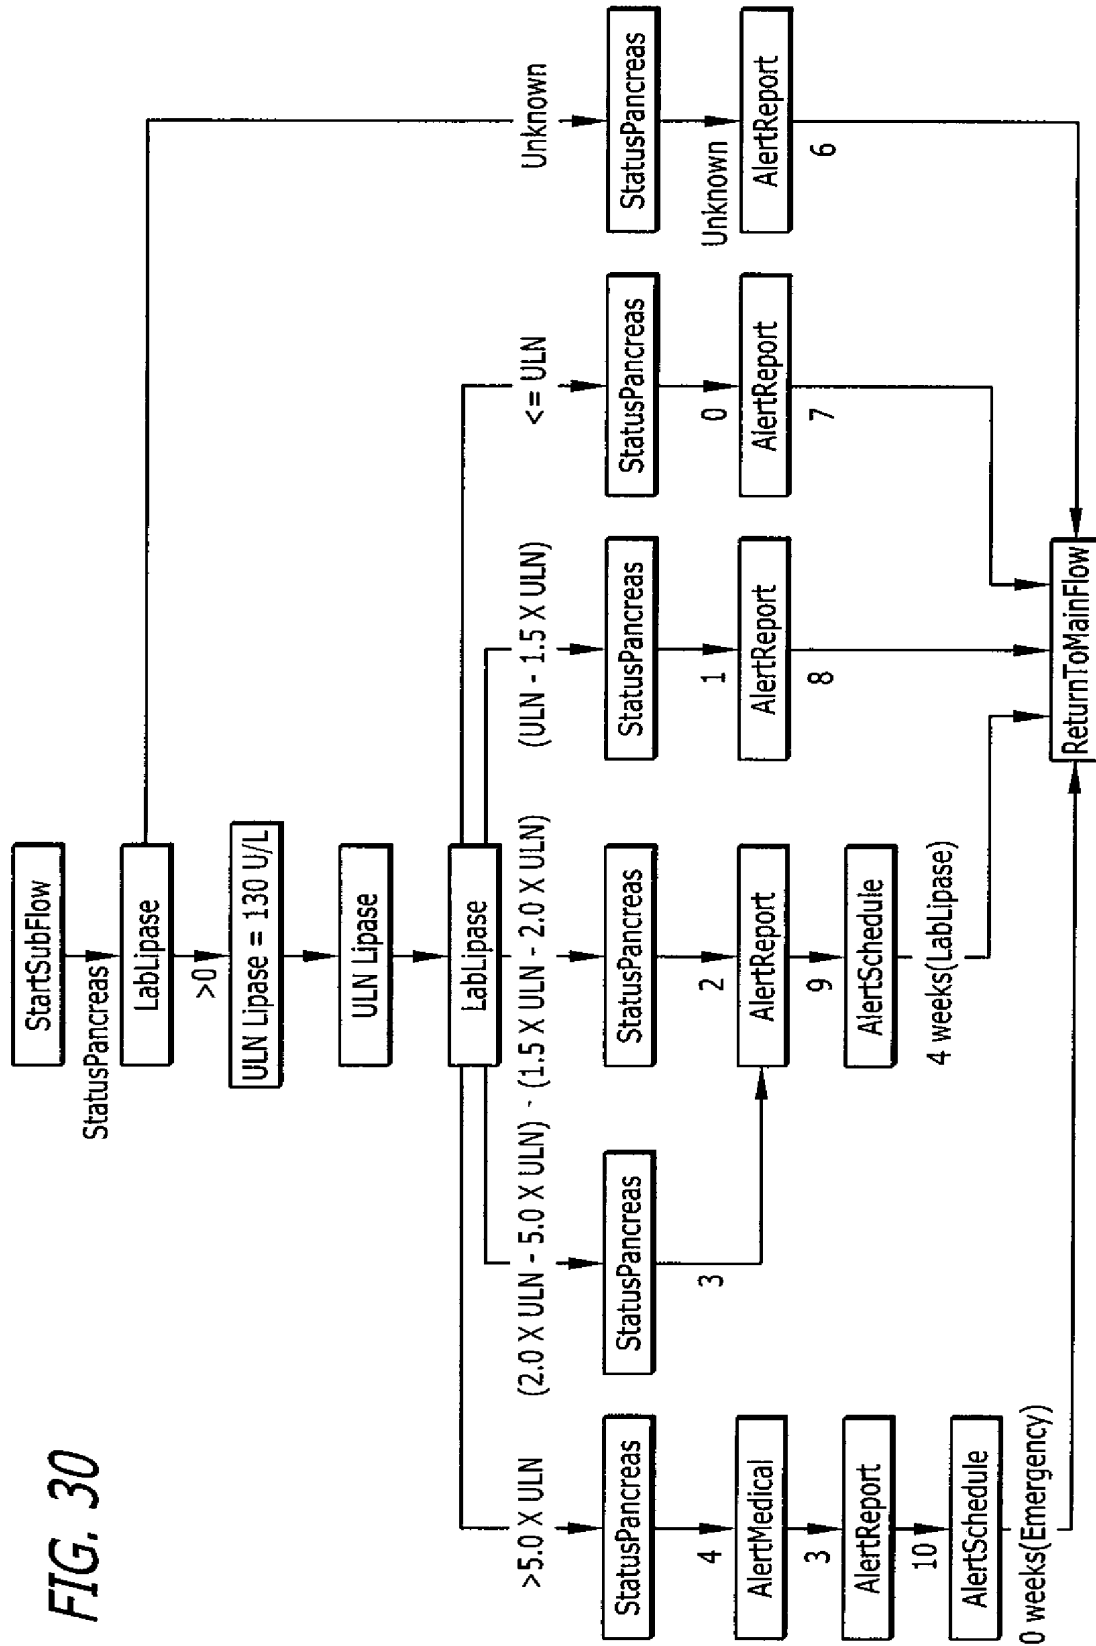 FIG. 30
StartSubFlow
StatusPancreas
LabLipase
>0
ULN Lipase = 130 U/L
ULN Lipase
LabLipase
>5.0 X ULN
(2.0 X ULN - 5.0 X ULN)
(1.5 X ULN - 2.0 X ULN)
(ULN - 1.5 X ULN)
<= ULN
Unknown
StatusPancreas
StatusPancreas
StatusPancreas
StatusPancreas
StatusPancreas
StatusPancreas
4
3
2
1
0
Unknown
AlertMedical
AlertReport
AlertReport
AlertReport
AlertReport
3
9
8
7
6
AlertReport
AlertSchedule
10
4 weeks(LabLipase)
AlertSchedule
0 weeks(Emergency)
ReturnToMainFlow